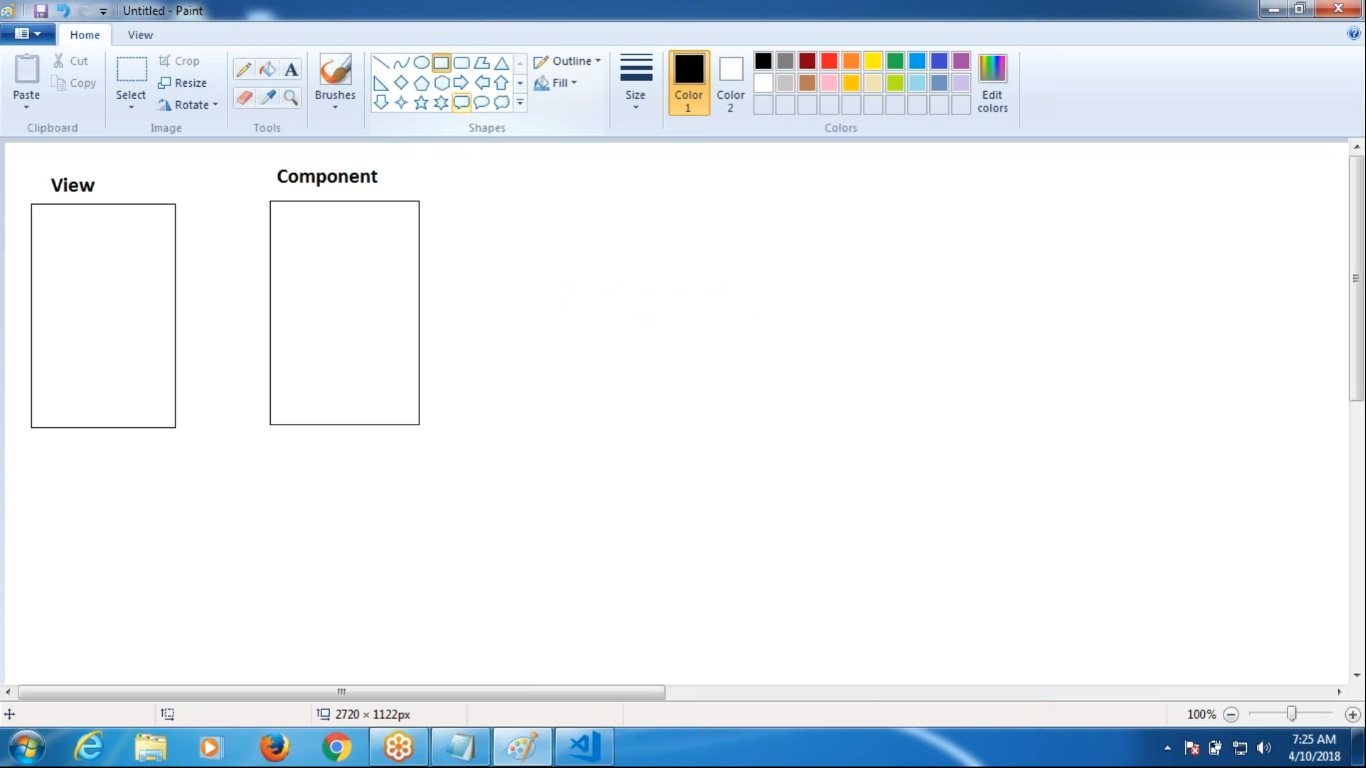 Untitled - Paint
Home View
Paste
Cut
Copy
Clipboard
Select
Crop
Resize
Rotate
Image
A
Tools
Brushes
Outline
Fill
Shapes
Size
Color
1
Color
2
Edit
colors
Colors
View
Component
2720 × 1122px
100%
7:25 AM
4/10/2018